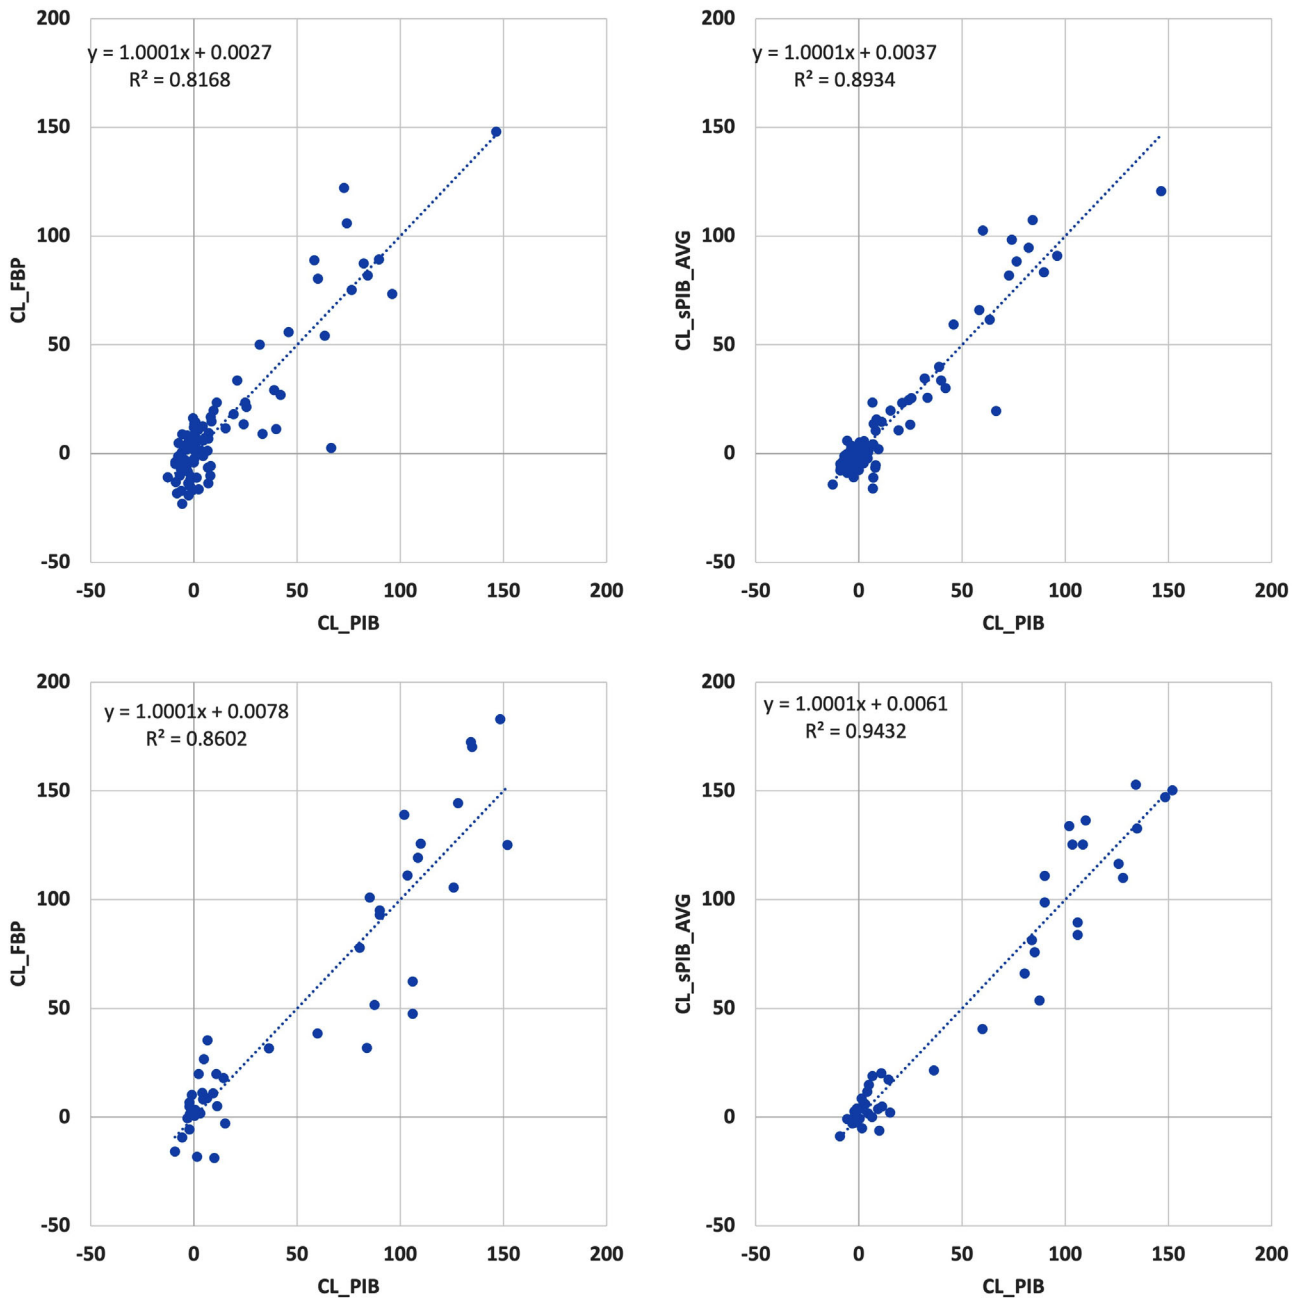 200
150
100
50
0
-50
CL_FBP
y = 1.0001x + 0.0027
R² = 0.8168
-50 0 50 100 150 200
CL_PIB
200
150
100
50
0
-50
CL_sPIB_AVG
y = 1.0001x + 0.0037
R² = 0.8934
-50 0 50 100 150 200
CL_PIB
200
150
100
50
0
-50
CL_FBP
y = 1.0001x + 0.0078
R² = 0.8602
-50 0 50 100 150 200
CL_PIB
200
150
100
50
0
-50
CL_sPIB_AVG
y = 1.0001x + 0.0061
R² = 0.9432
-50 0 50 100 150 200
CL_PIB